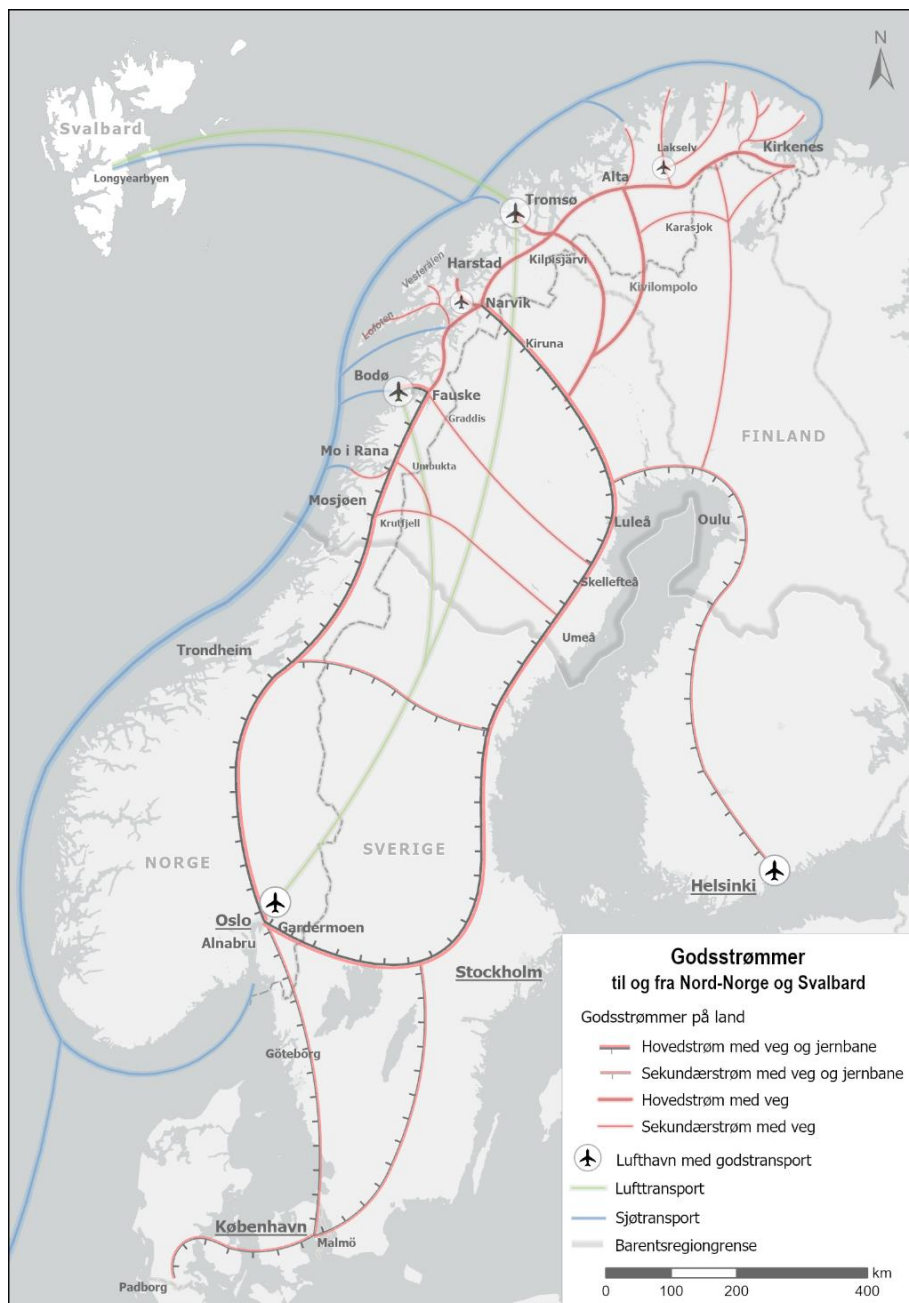 N
Svalbard
Longyearbyen
Lakselv
Kirkenes
Alta
Tromsø
Karasjok
Kilpisjärvi
Harstad
Vesterålen
Kivilompolo
Narvik
Lofoten
Kiruna
Bodø
Fauske
Graddis
FINLAND
Mo i Rana
Umbukta
Mosjøen
Krutfjell
Luleå
Oulu
Skellefteå
Umeå
Trondheim
NORGE
SVERIGE
Helsinki
Oslo
Gardermoen
Alnabru
Stockholm
Göteborg
København
Malmö
Padborg
Godsstrømmer
til og fra Nord-Norge og Svalbard
Godsstrømmer på land
Hovedstrøm med veg og jernbane
Sekundærstrøm med veg og jernbane
Hovedstrøm med veg
Sekundærstrøm med veg
Lufthavn med godstransport
Lufttransport
Sjøtransport
Barentsregiongrense
km
0 100 200 400